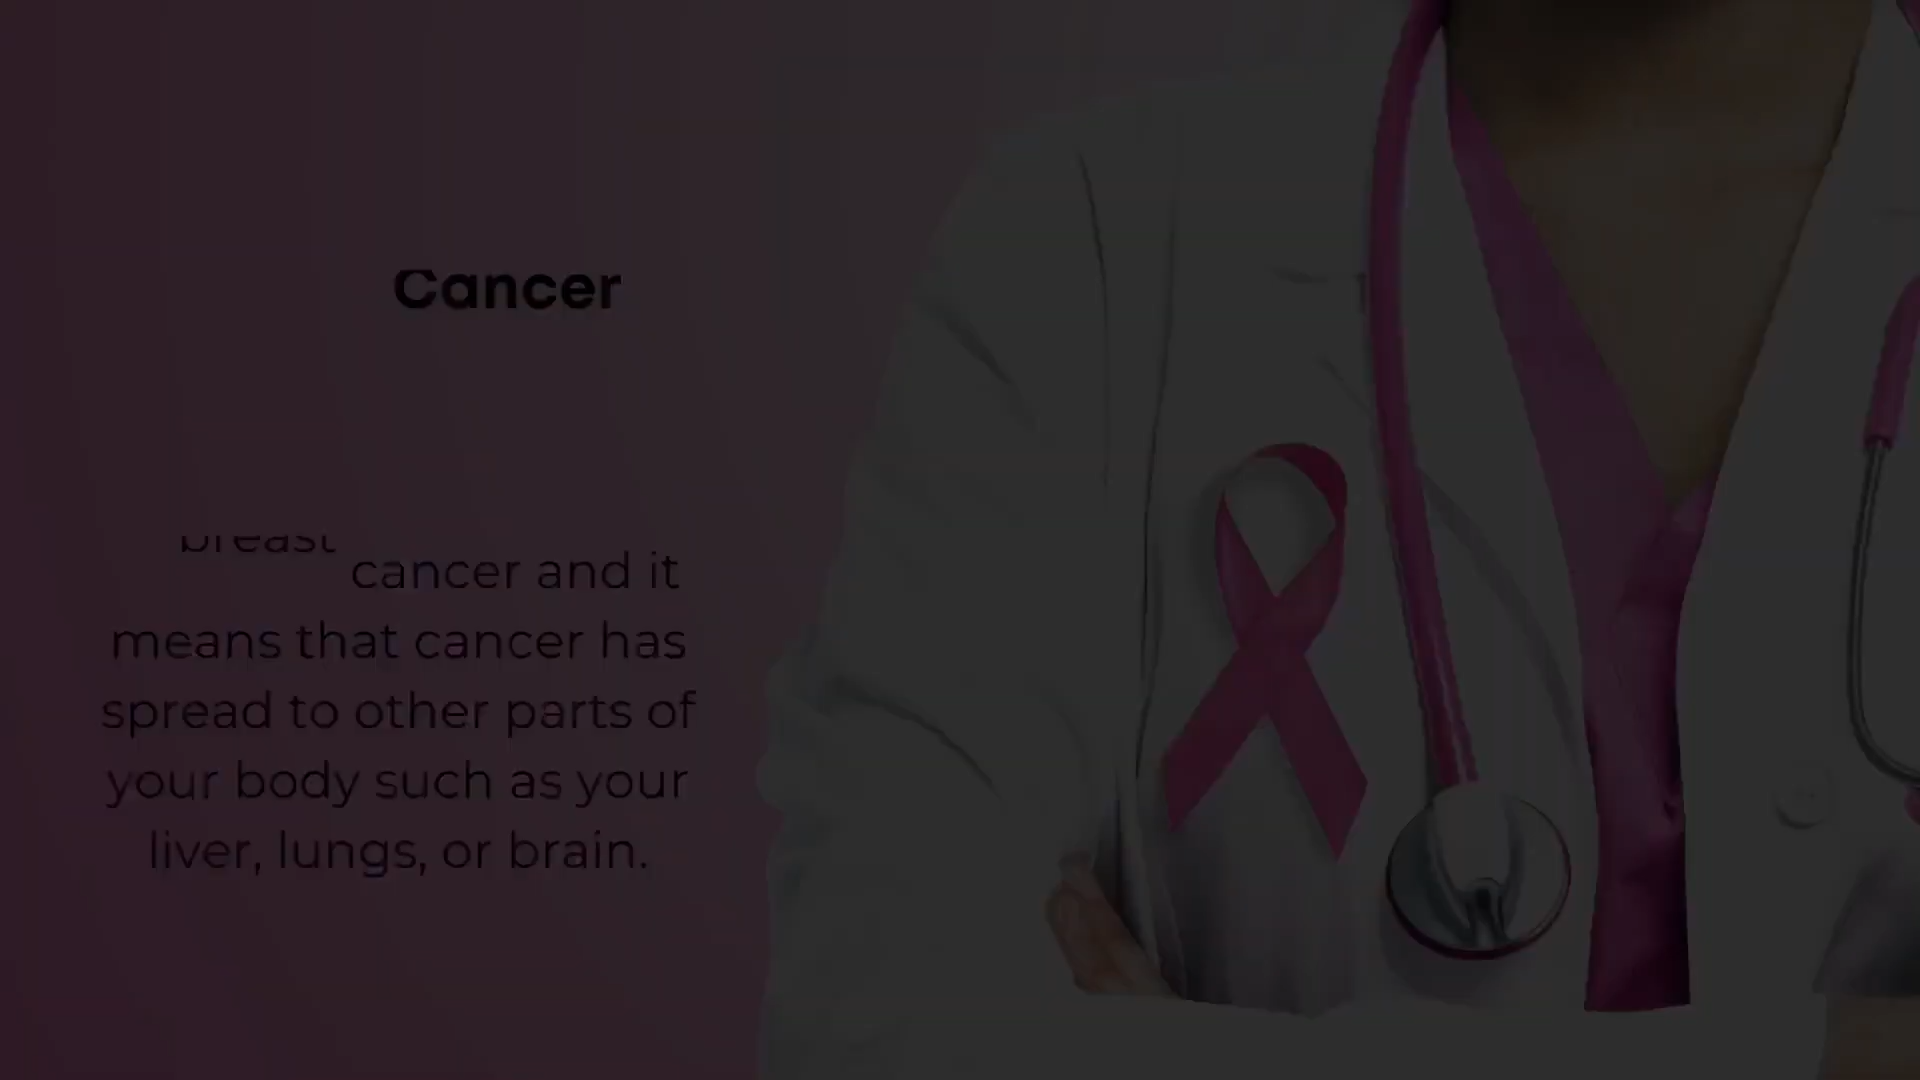 Cancer
breast cancer and it
means that cancer has
spread to other parts of
your body such as your
liver, lungs, or brain.